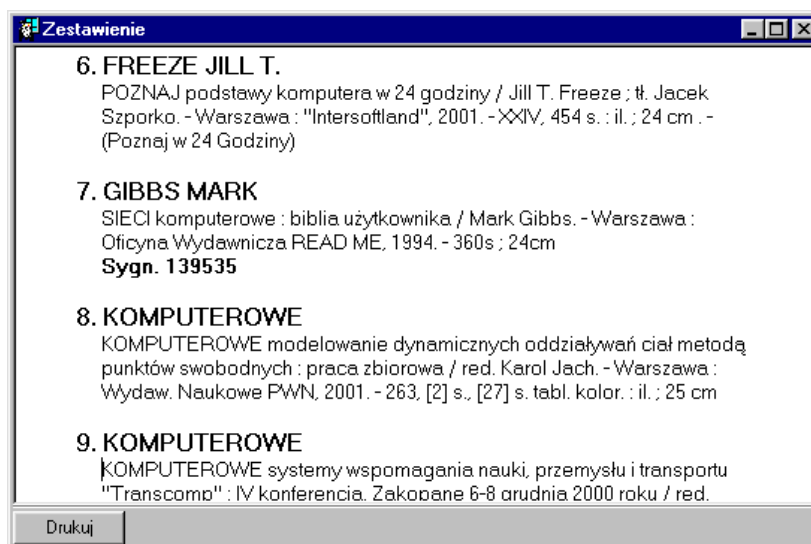 Zestawienie
6. FREEZE JILL T.
POZNAJ podstawy komputera w 24 godziny / Jill T. Freeze ; tł. Jacek
Szporko. - Warszawa : "Intersoftland", 2001. - XXIV, 454 s. : il. ; 24 cm . -
(Poznaj w 24 Godziny)
7. GIBBS MARK
SIECI komputerowe : biblia użytkownika / Mark Gibbs. - Warszawa :
Oficyna Wydawnicza READ ME, 1994. - 360s ; 24cm
Sygn. 139535
8. KOMPUTEROWE
KOMPUTEROWE modelowanie dynamicznych oddziaływań ciał metodą
punktów swobodnych : praca zbiorowa / red. Karol Jach. - Warszawa :
Wydaw. Naukowe PWN, 2001. - 263, [2] s., [27] s. tabl. kolor. : il. ; 25 cm
9. KOMPUTEROWE
KOMPUTEROWE systemy wspomagania nauki, przemysłu i transportu
"Transcomp" : IV konferencja. Zakopane 6-8 grudnia 2000 roku / red.
Drukuj